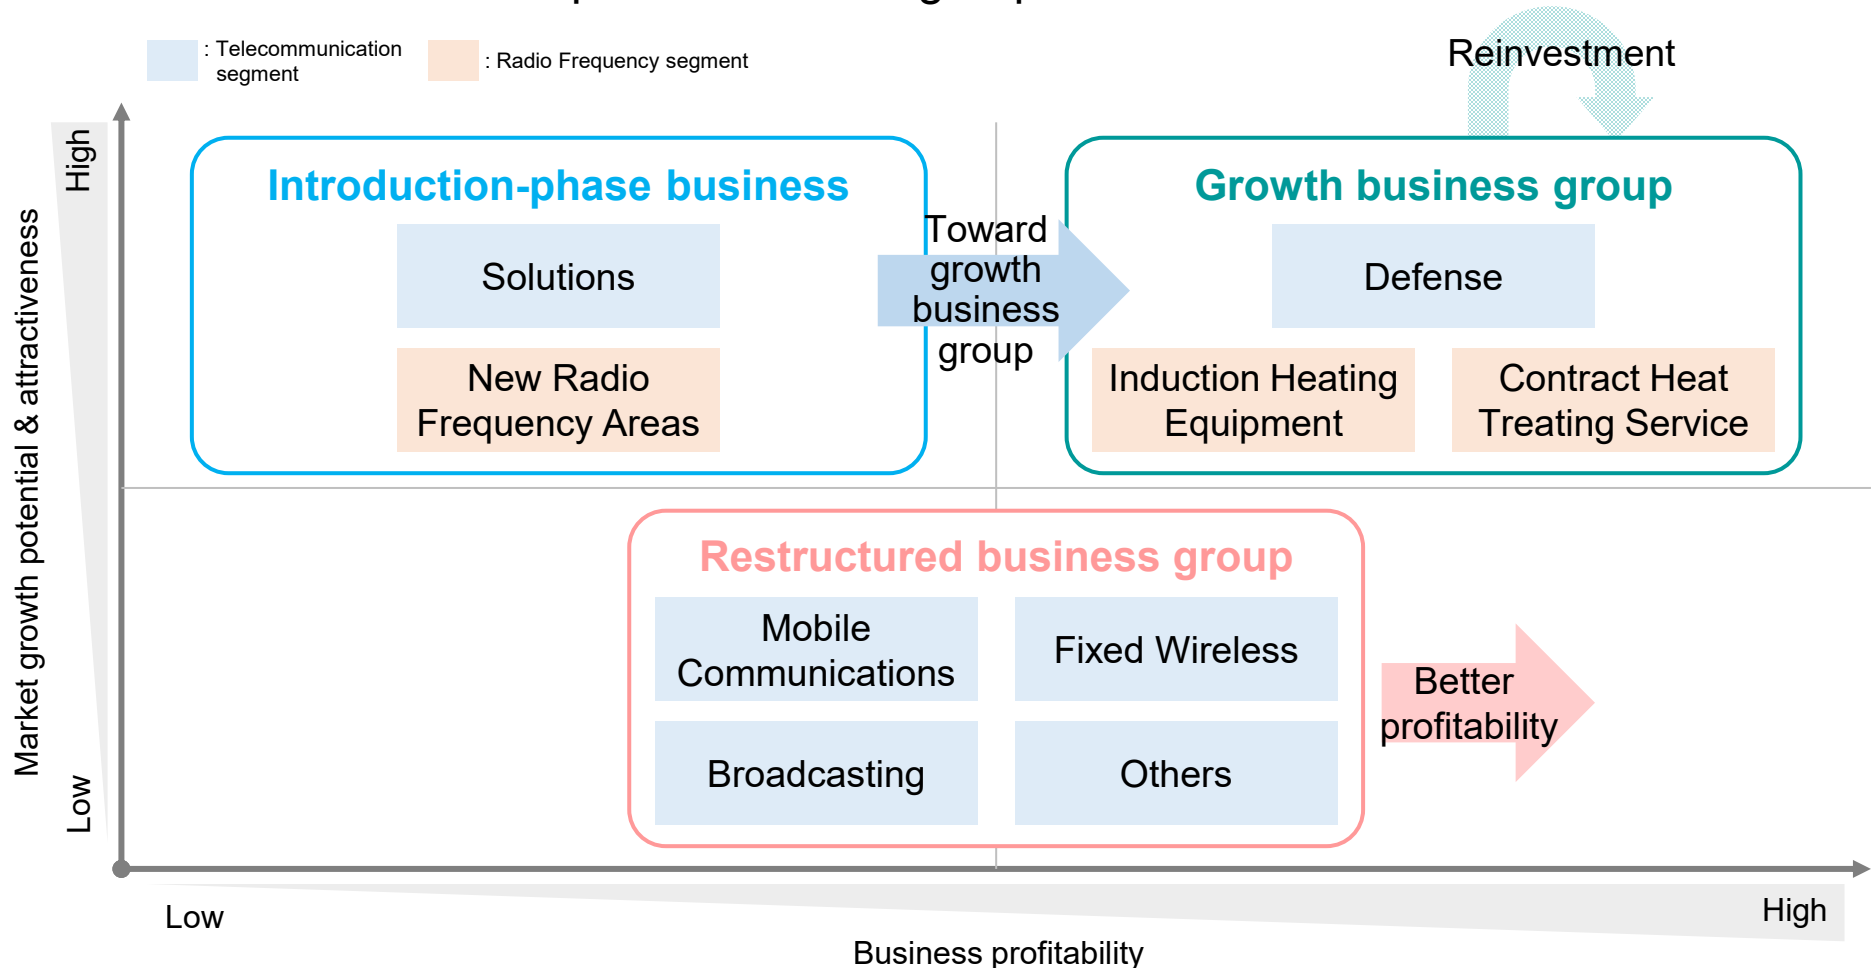 : Telecommunication
segment
: Radio Frequency segment
Reinvestment
High
Market growth potential & attractiveness
Low
Introduction-phase business
Solutions
New Radio
Frequency Areas
Toward
growth
business
group
Growth business group
Defense
Induction Heating
Equipment
Contract Heat
Treating Service
Restructured business group
Mobile
Communications
Fixed Wireless
Broadcasting
Others
Better
profitability
Low
High
Business profitability